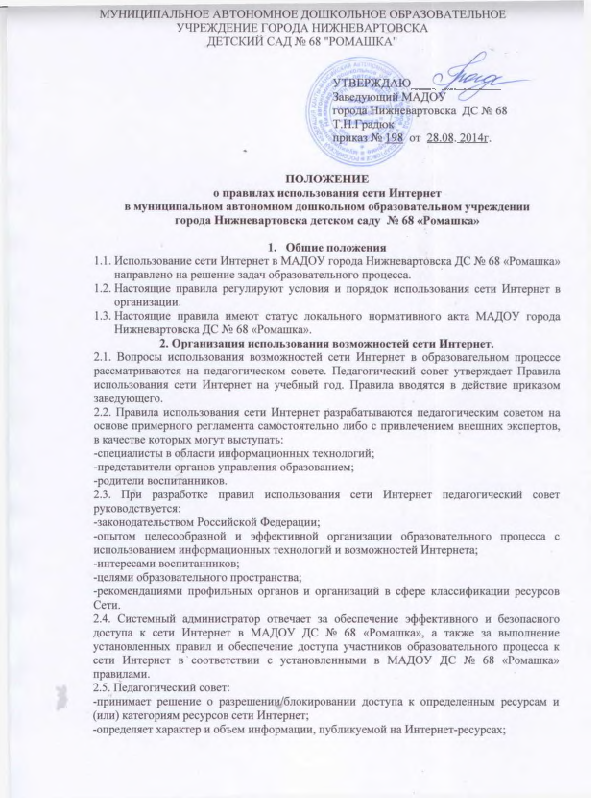 МУНИЦИПАЛЬНОЕ АВТОНОМНОЕ ДОШКОЛЬНОЕ ОБРАЗОВАТЕЛЬНОЕ
УЧРЕЖДЕНИЕ ГОРОДА НИЖНЕВАРТОВСКА
ДЕТСКИЙ САД № 68 "РОМАШКА"
УТВЕРЖДАЮ
Заведующий МАДОУ
города Нижневартовска ДС № 68
Т.Н.Градюк
приказ № 198 от 28.08. 2014г.
ПОЛОЖЕНИЕ
о правилах использования сети Интернет
в муниципальном автономном дошкольном образовательном учреждении
города Нижневартовска детском саду № 68 «Ромашка»
1. Общие положения
1.1. Использование сети Интернет в МАДОУ города Нижневартовска ДС № 68 «Ромашка»
направлено на решение задач образовательного процесса.
1.2. Настоящие правила регулируют условия и порядок использования сети Интернет в
организации.
1.3. Настоящие правила имеют статус локального нормативного акта МАДОУ города
Нижневартовска ДС № 68 «Ромашка».
2. Организация использования возможностей сети Интернет.
2.1. Вопросы использования возможностей сети Интернет в образовательном процессе
рассматриваются на педагогическом совете. Педагогический совет утверждает Правила
использования сети Интернет на учебный год. Правила вводятся в действие приказом
заведующего.
2.2. Правила использования сети Интернет разрабатываются педагогическим советом на
основе примерного регламента самостоятельно либо с привлечением внешних экспертов,
в качестве которых могут выступать:
-специалисты в области информационных технологий;
-представители органов управления образованием;
-родители воспитанников.
2.3. При разработке правил использования сети Интернет педагогический совет
руководствуется:
-законодательством Российской Федерации;
-опытом целесообразной и эффективной организации образовательного процесса с
использованием информационных технологий и возможностей Интернета;
-интересами воспитанников;
-целями образовательного пространства;
-рекомендациями профильных органов и организаций в сфере классификации ресурсов
Сети.
2.4. Системный администратор отвечает за обеспечение эффективного и безопасного
доступа к сети Интернет в МАДОУ ДС № 68 «Ромашка», а также за выполнение
установленных правил и обеспечение доступа участников образовательного процесса к
сети Интернет в соответствии с установленными в МАДОУ ДС № 68 «Ромашка»
правилами.
2.5. Педагогический совет:
-принимает решение о разрешении/блокировании доступа к определенным ресурсам и
(или) категориям ресурсов сети Интернет;
-определяет характер и объем информации, публикуемой на Интернет-ресурсах;